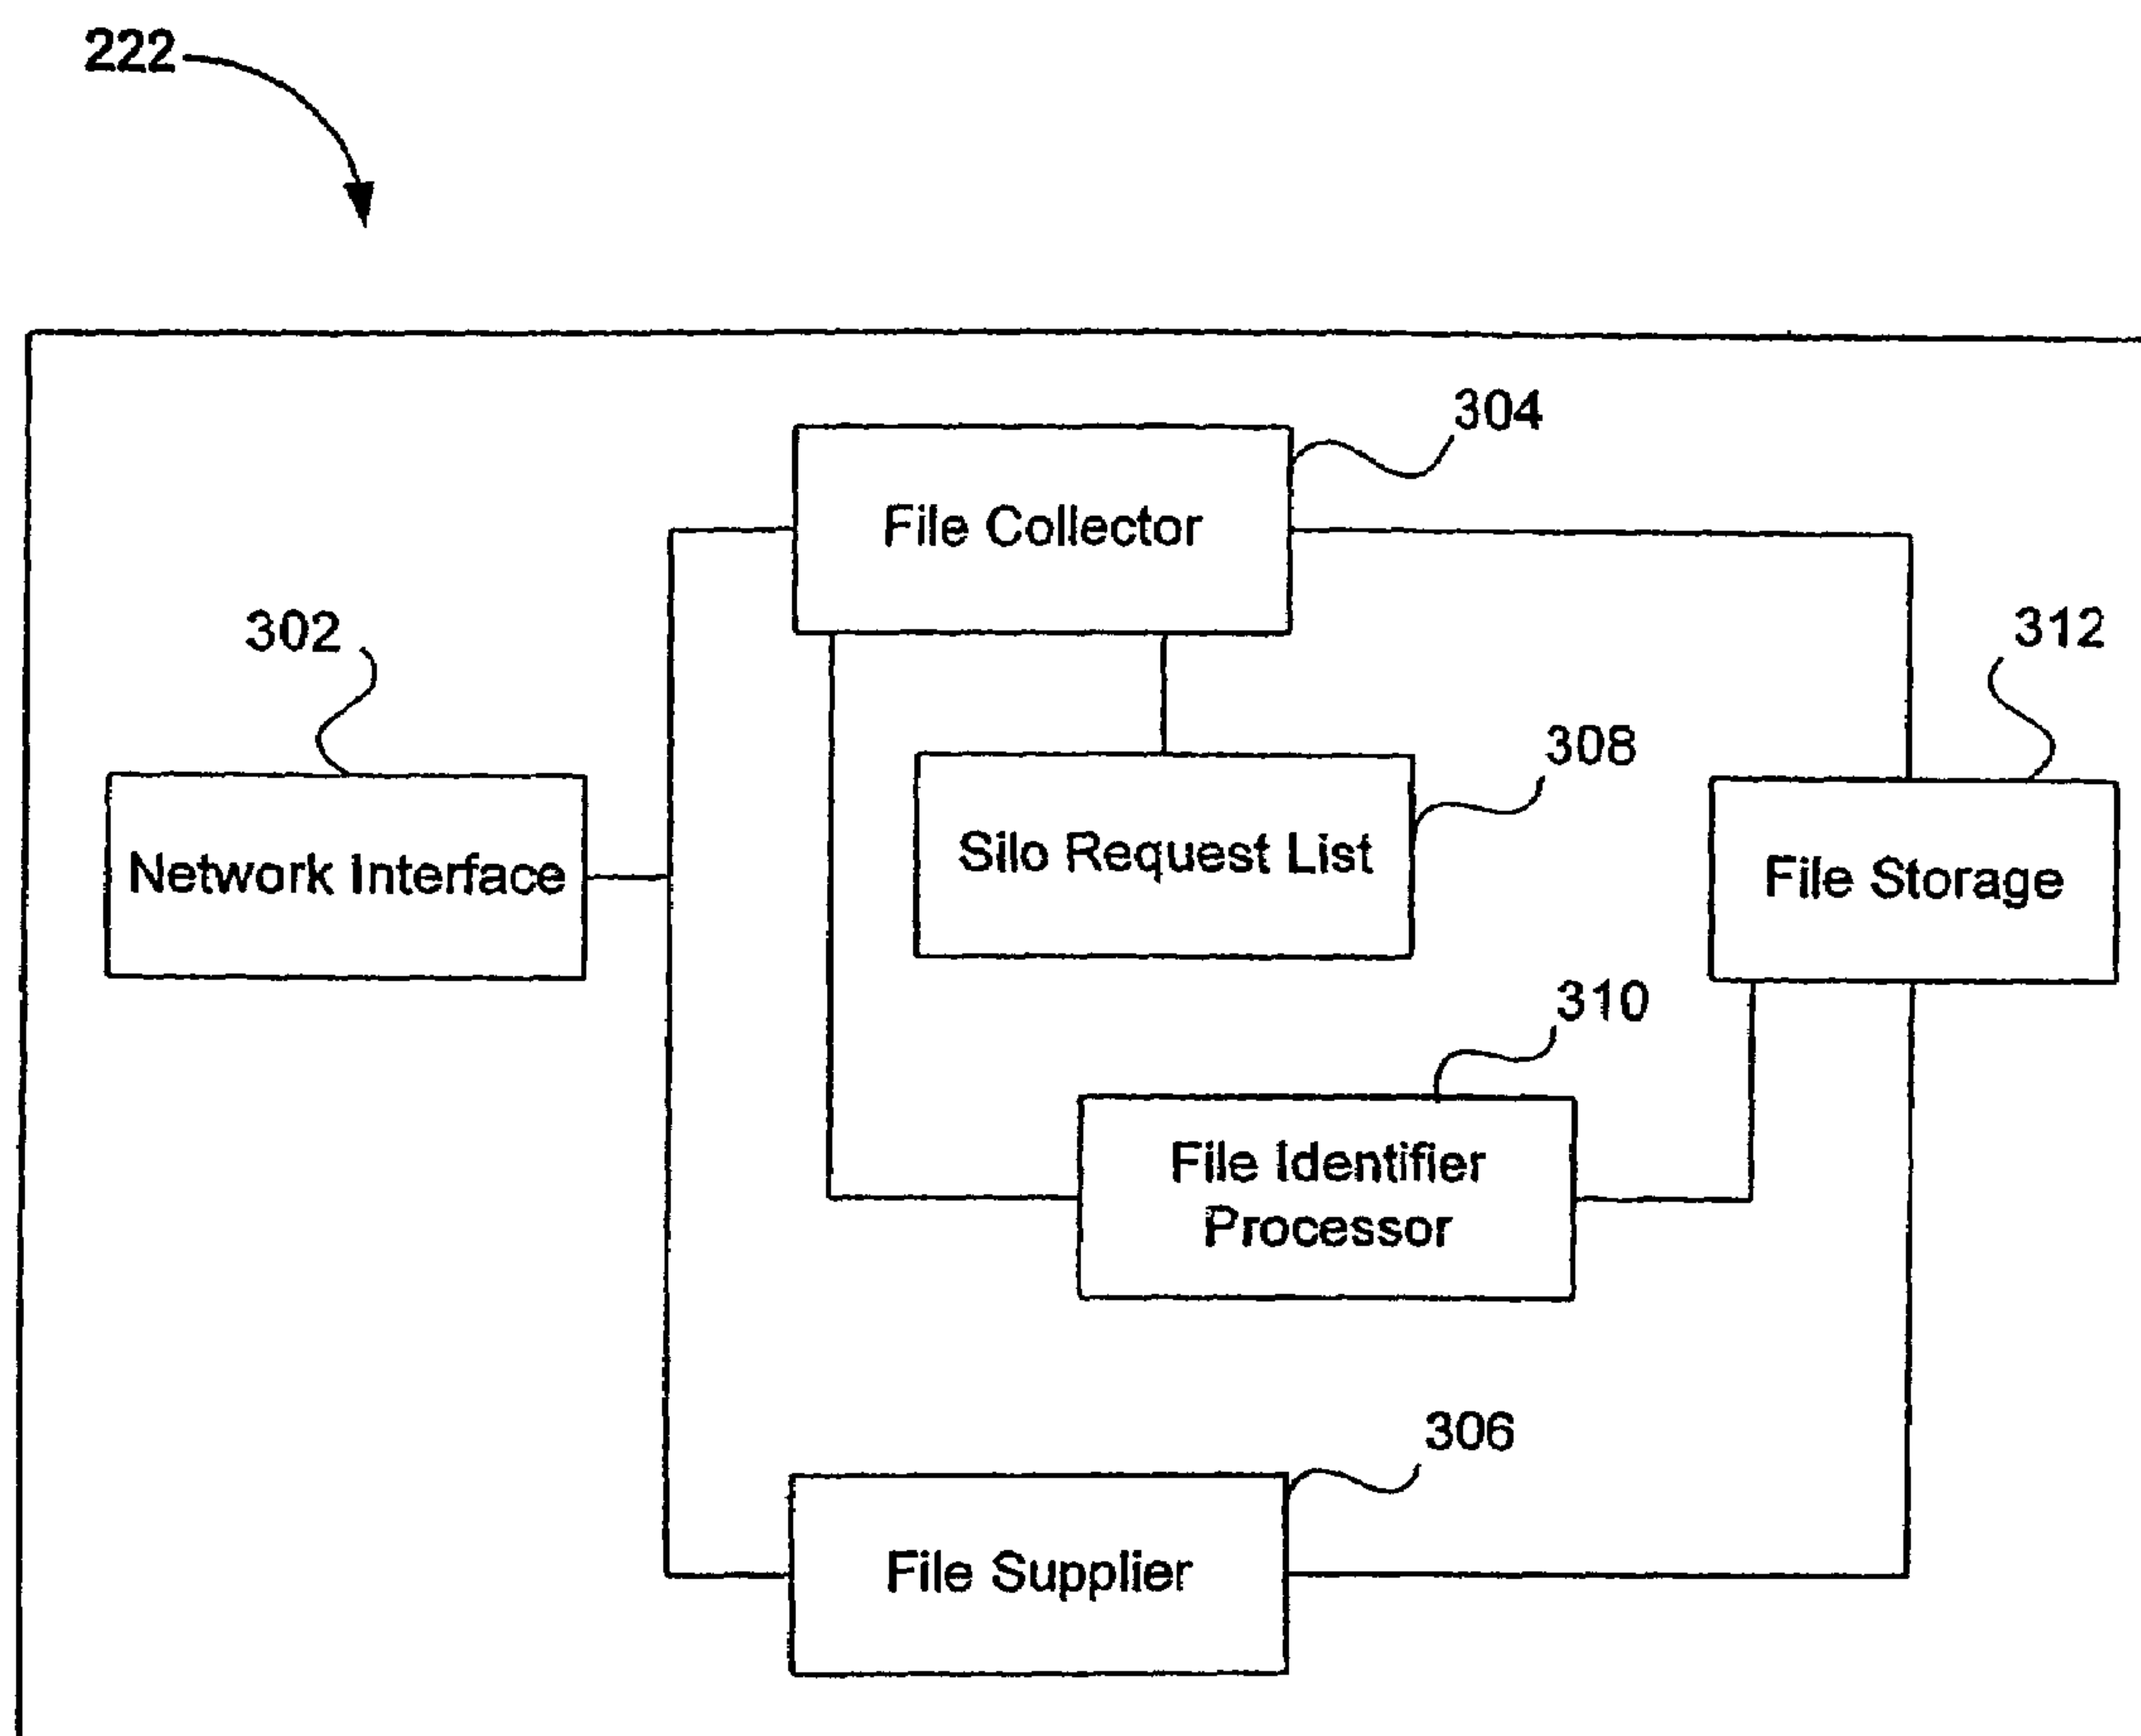 222
304
File Collector
302
312
308
Network Interface
Silo Request List
File Storage
310
File Identifier
Processor
306
File Supplier